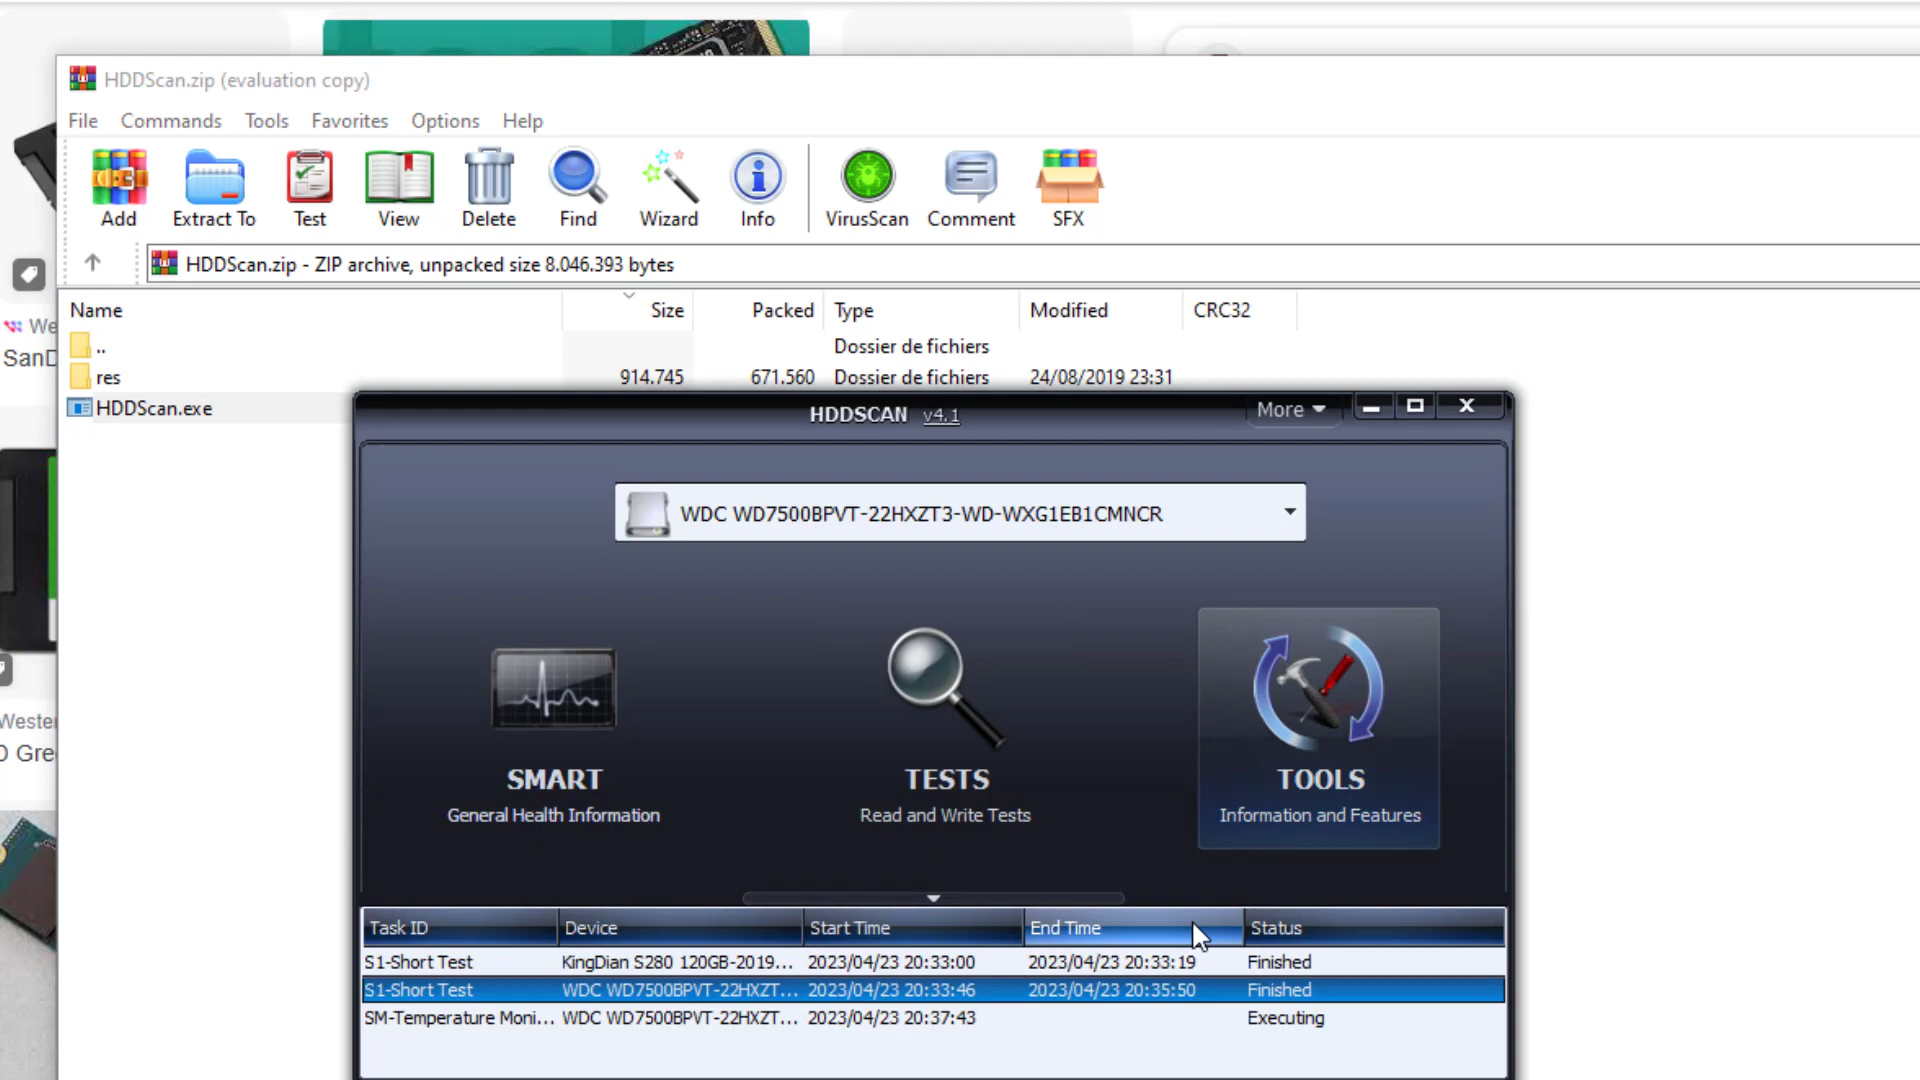 HDDScan.zip (evaluation copy)
File Commands Tools Favorites Options Help
Add Extract To Test View Delete Find Wizard Info VirusScan Comment SFX
HDDScan.zip - ZIP archive, unpacked size 8.046.393 bytes
Name Size Packed Type Modified CRC32
.. Dossier de fichiers
res 914.745 671.560 Dossier de fichiers 24/08/2019 23:31
HDDScan.exe
We
SanD
Wester
D Gre
HDDSCAN v4.1 More X
WDC WD7500BPVT-22HXZT3-WD-WXG1EB1CMNCR
SMART TESTS TOOLS
General Health Information Read and Write Tests Information and Features
Task ID Device Start Time End Time Status
S1-Short Test KingDian S280 120GB-2019... 2023/04/23 20:33:00 2023/04/23 20:33:19 Finished
S1-Short Test WDC WD7500BPVT-22HXZT... 2023/04/23 20:33:46 2023/04/23 20:35:50 Finished
SM-Temperature Moni... WDC WD7500BPVT-22HXZT... 2023/04/23 20:37:43 Executing